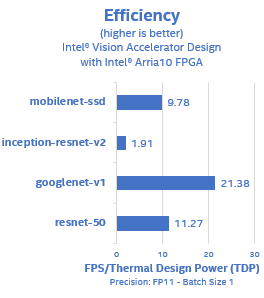 Efficiency
(higher is better)
Intel® Vision Accelerator Design
with Intel® Arria10 FPGA
mobilenet-ssd 9.78
inception-resnet-v2 1.91
googlenet-v1 21.38
resnet-50 11.27
0 10 20 30
FPS/Thermal Design Power (TDP)
Precision: FP11 - Batch Size 1